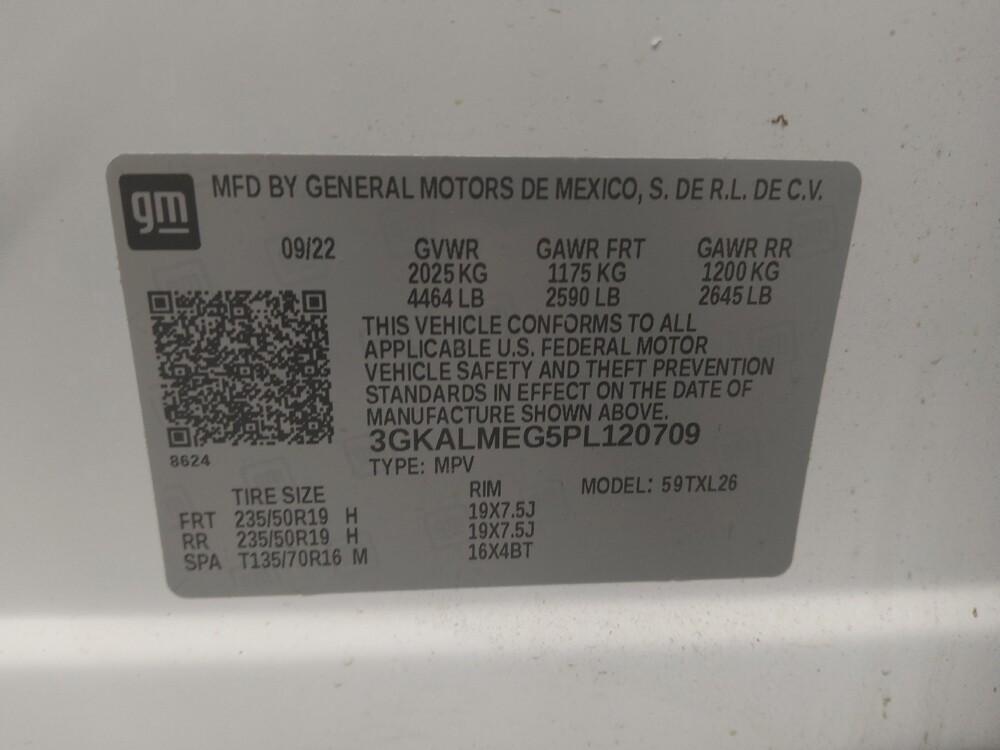 gm
MFD BY GENERAL MOTORS DE MEXICO, S. DE R.L. DE C.V.
09/22 GVWR GAWR FRT GAWR RR
2025 KG 1175 KG 1200 KG
4464 LB 2590 LB 2645 LB
THIS VEHICLE CONFORMS TO ALL
APPLICABLE U.S. FEDERAL MOTOR
VEHICLE SAFETY AND THEFT PREVENTION
STANDARDS IN EFFECT ON THE DATE OF
MANUFACTURE SHOWN ABOVE.
3GKALMEG5PL120709
8624
TYPE: MPV
TIRE SIZE RIM MODEL: 59TXL26
FRT 235/50R19 H 19X7.5J
RR 235/50R19 H 19X7.5J
SPA T135/70R16 M 16X4BT